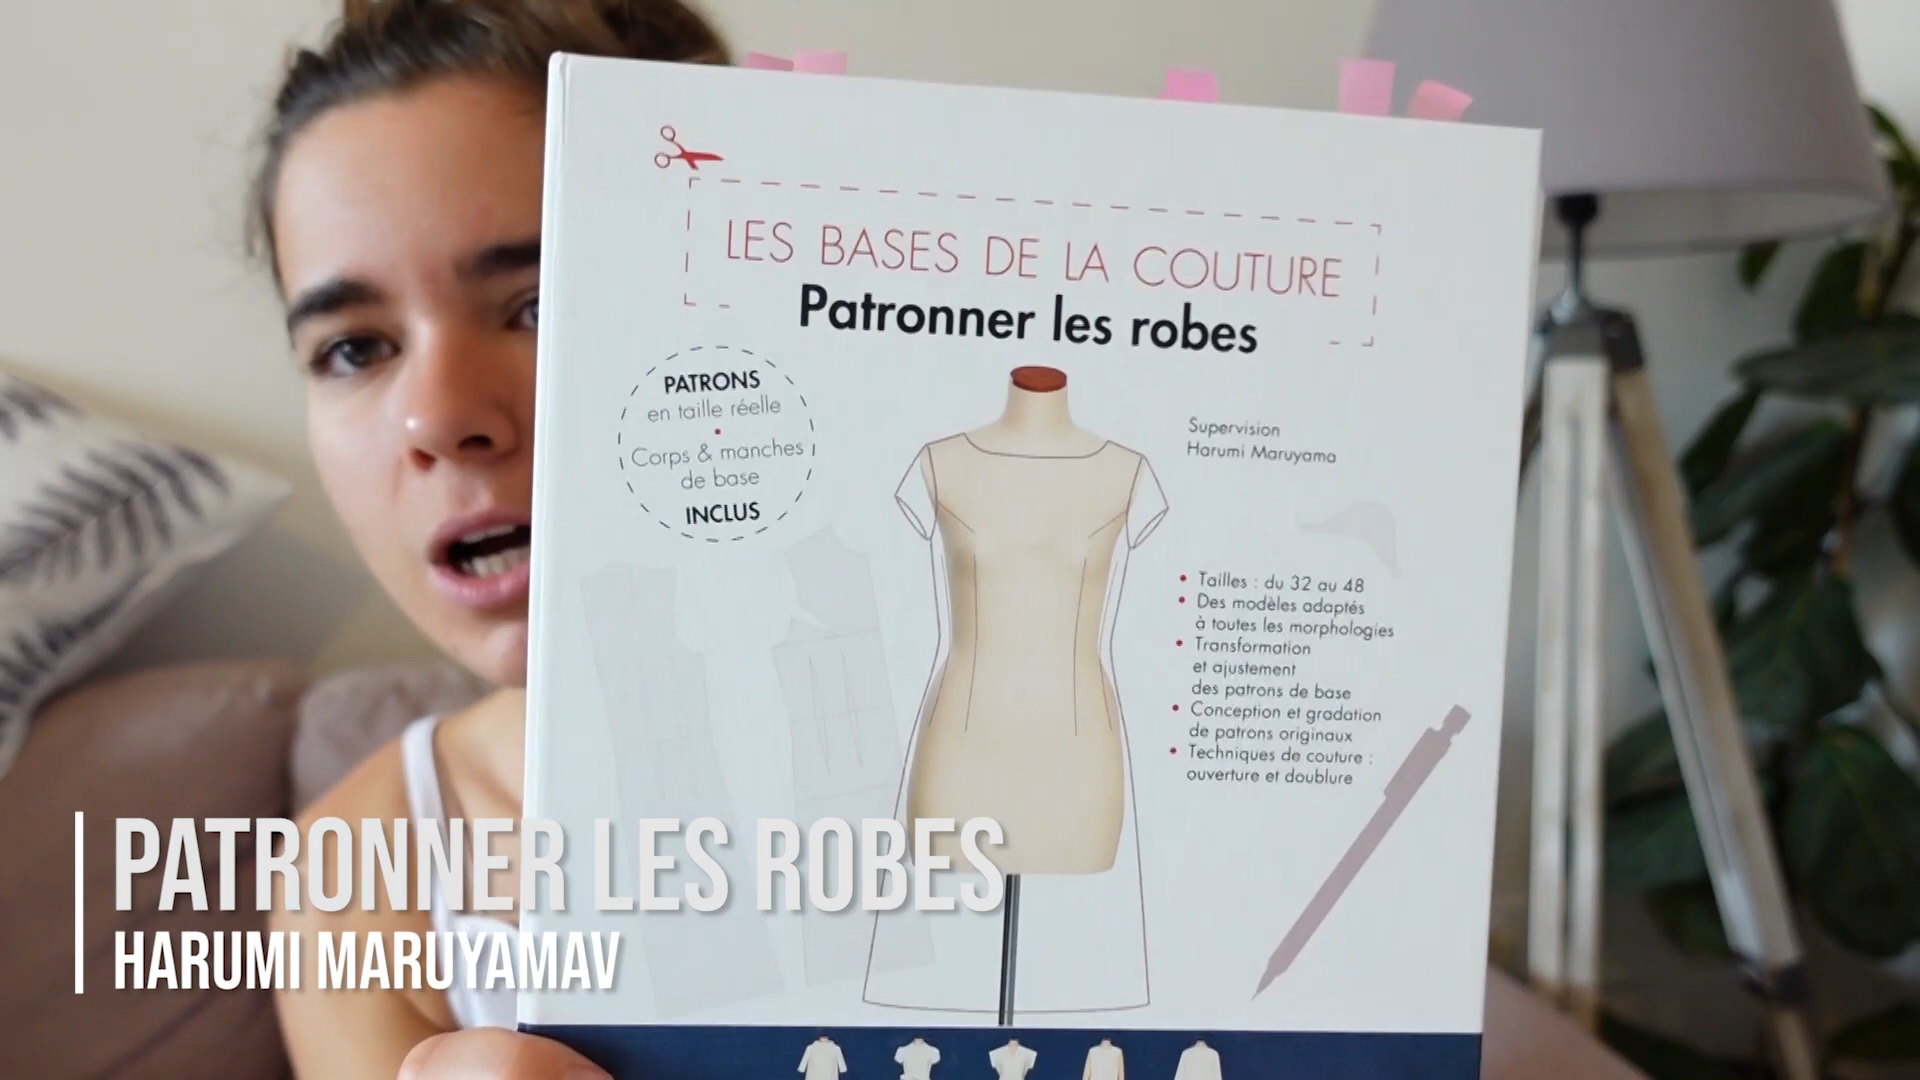 LES BASES DE LA COUTURE
Patronner les robes
PATRONS
en taille réelle
•
Corps & manches
de base
INCLUS
Supervision
Harumi Maruyama
• Tailles : du 32 au 48
• Des modèles adaptés
à toutes les morphologies
• Transformation
et ajustement
des patrons de base
• Conception et gradation
de patrons originaux
• Techniques de couture :
ouverture et doublure
PATRONNER LES ROBES
HARUMI MARUYAMAV